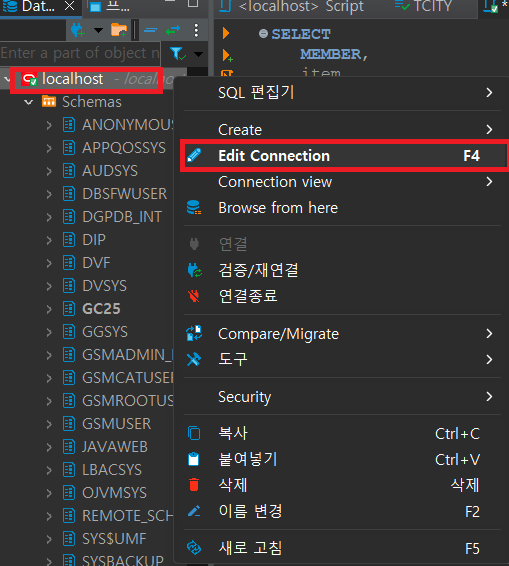 Dat...
프...
<localhost> Script
TCITY
Enter a part of object n
SELECT
MEMBER,
item
localhost - localho
Schemas
ANONYMOUS
APPQOSSYS
AUDSYS
DBSFWUSER
DGPDB_INT
DIP
DVF
DVSYS
GC25
GGSYS
GSMADMIN_I
GSMCATUSER
GSMROOTUS
GSMUSER
JAVAWEB
LBACSYS
OJVMSYS
REMOTE_SCH
SYS$UMF
SYSBACKUP
SQL 편집기
Create
Edit Connection F4
Connection view
Browse from here
연결
검증/재연결
연결종료
Compare/Migrate
도구
Security
복사 Ctrl+C
붙여넣기 Ctrl+V
삭제 삭제
이름 변경 F2
새로 고침 F5